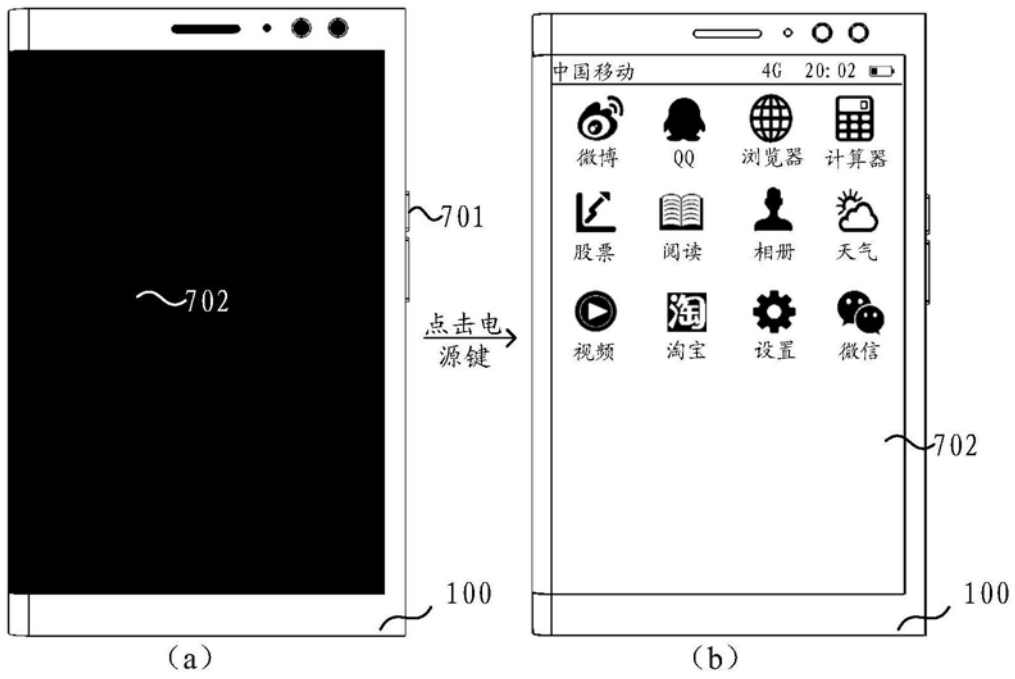 701
702
100
(a)
点击电
源键
中国移动 4G 20:02
微博 QQ 浏览器 计算器
股票 阅读 相册 天气
淘
视频 淘宝 设置 微信
702
100
(b)